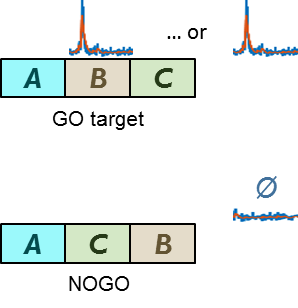 ... or
A B C
GO target
Ø
A C B
NOGO